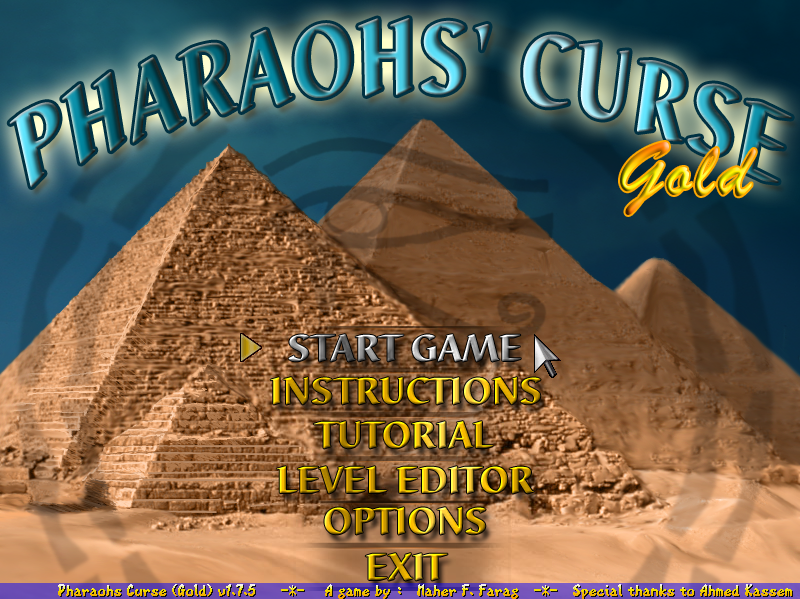 PHARAOHS' CURSE
Gold
START GAME
INSTRUCTIONS
TUTORIAL
LEVEL EDITOR
OPTIONS
EXIT
Pharaohs Curse (Gold) v1.7.5 -*- A game by : Maher F. Farag -*- Special thanks to Ahmed Kassem